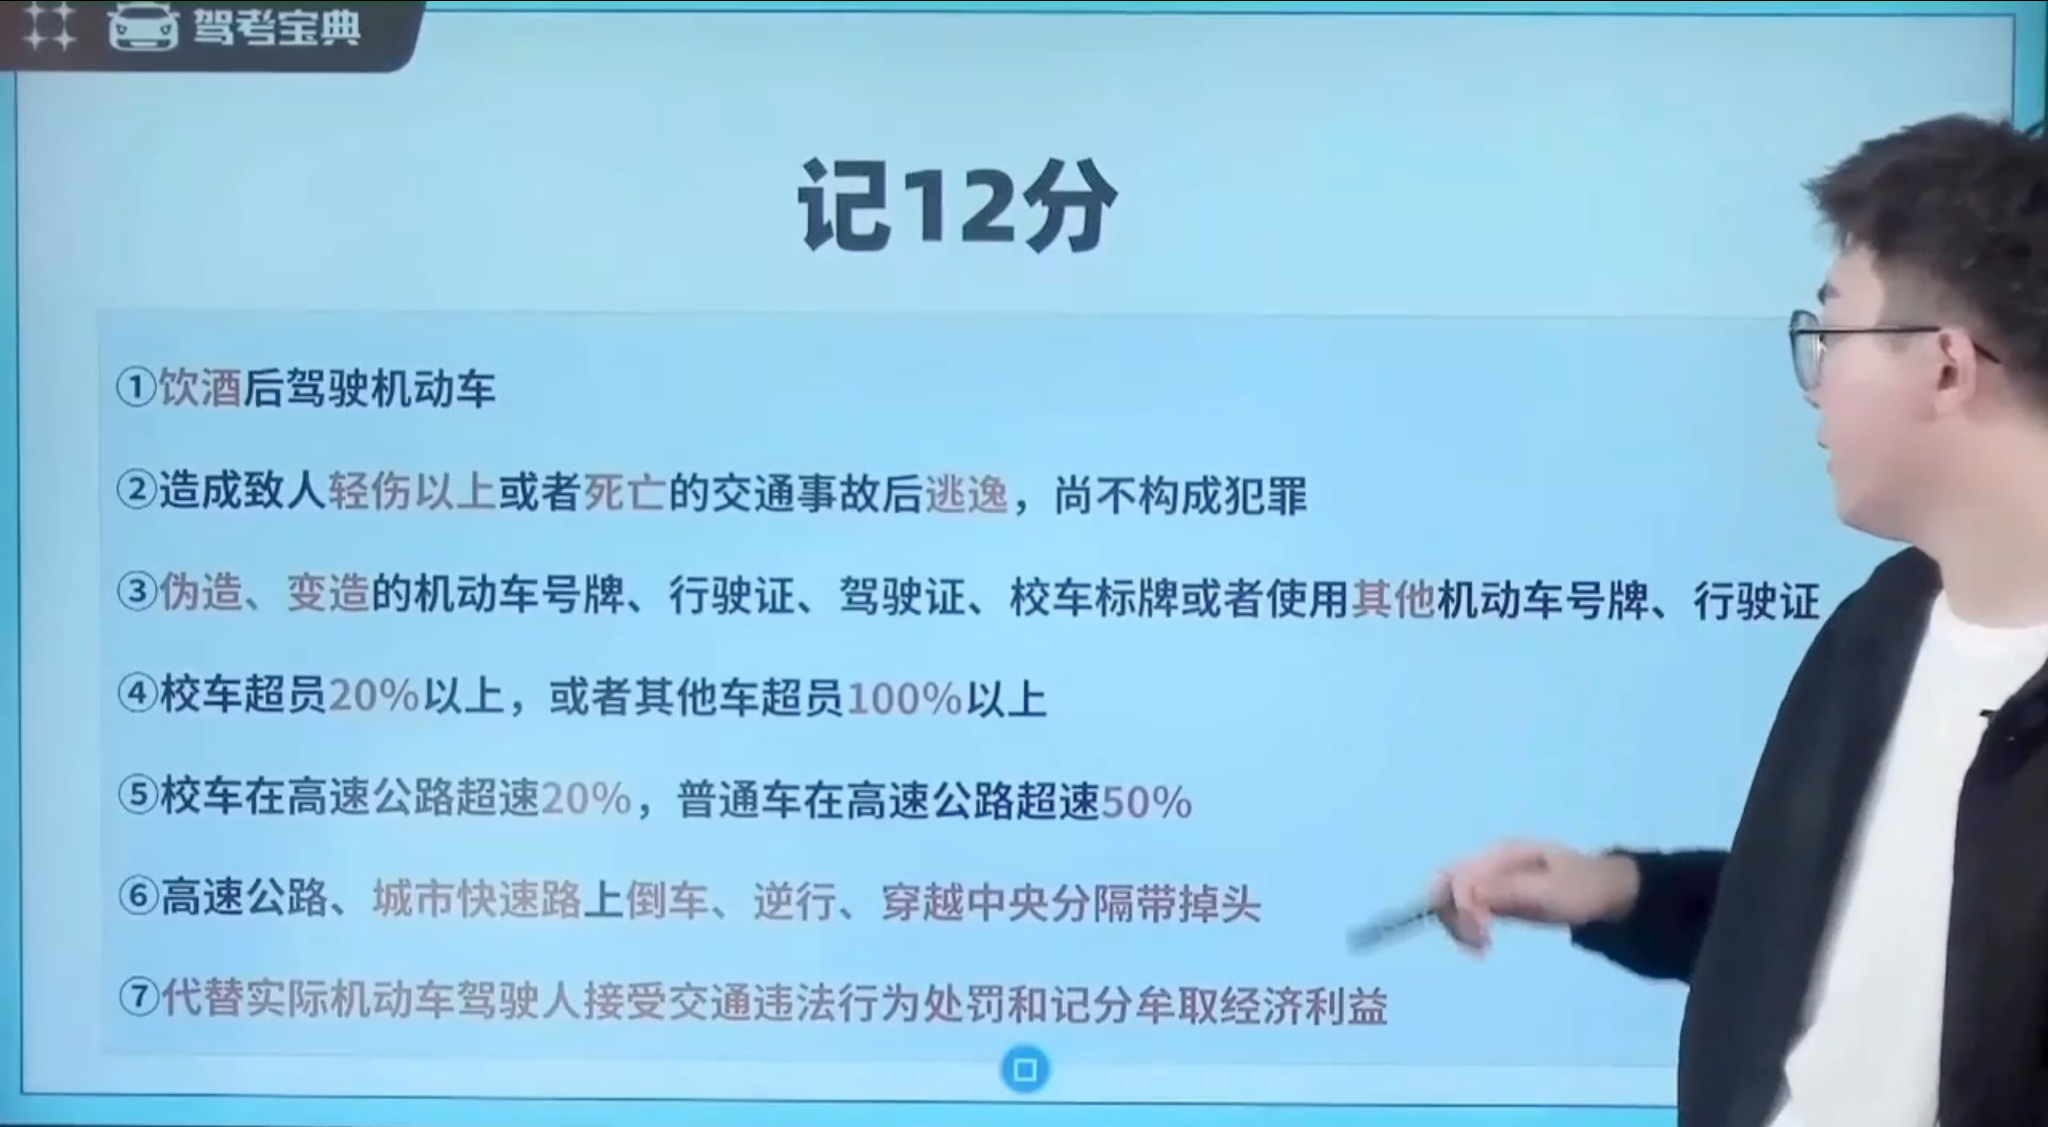 驾考宝典
记12分
①饮酒后驾驶机动车
②造成致人轻伤以上或者死亡的交通事故后逃逸，尚不构成犯罪
③伪造、变造的机动车号牌、行驶证、驾驶证、校车标牌或者使用其他机动车号牌、行驶证
④校车超员20%以上，或者其他车超员100%以上
⑤校车在高速公路超速20%，普通车在高速公路超速50%
⑥高速公路、城市快速路上倒车、逆行、穿越中央分隔带掉头
⑦代替实际机动车驾驶人接受交通违法行为处罚和记分牟取经济利益